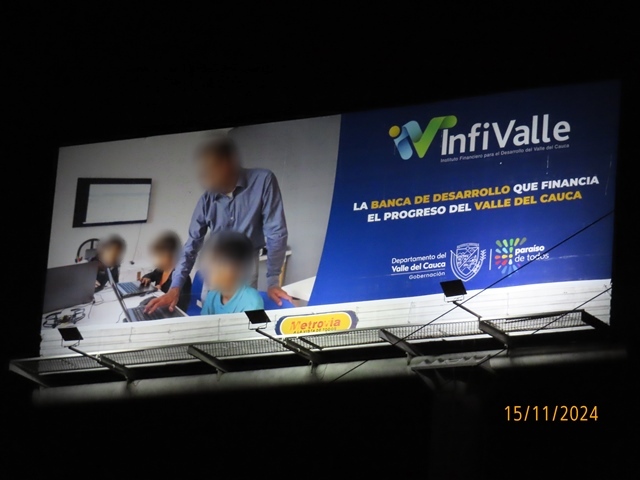 InfiValle
Instituto Financiero para el Desarrollo del Valle del Cauca
LA BANCA DE DESARROLLO QUE FINANCIA
EL PROGRESO DEL VALLE DEL CAUCA
Departamento del
Valle del Cauca
Gobernación
paraíso
de todos
Metrovía
15/11/2024